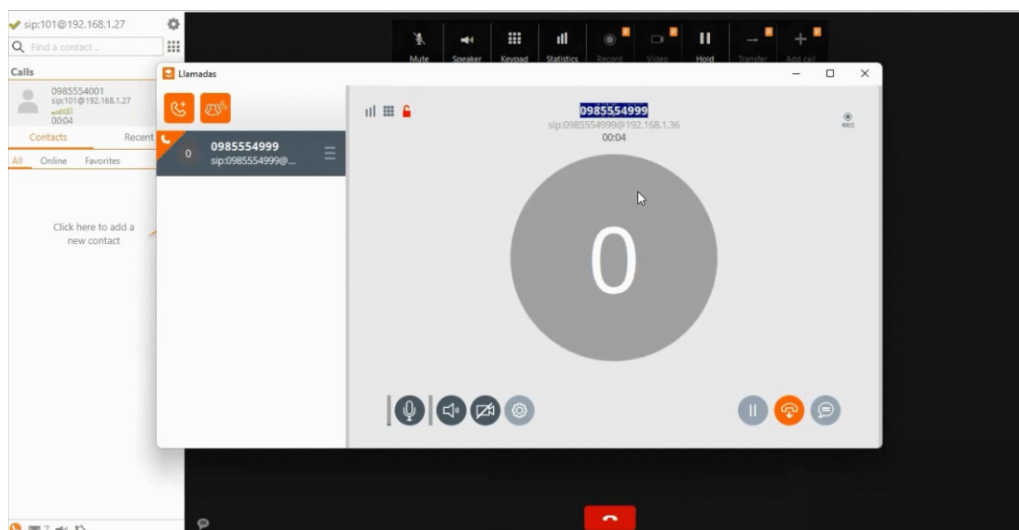 sip:101@192.168.1.27
Find a contact ..
Calls
0985554001
sip:101@192.168.1.27
00:04
Contacts Recent
All Online Favorites
Click here to add a
new contact
Mute Speaker Keypad Statistics Record Video Hold Transfer Add call
Llamadas
0 0985554999
sip:0985554999@...
0985554999
sip:0985554999@192.168.1.36
00:04
REC
0
7